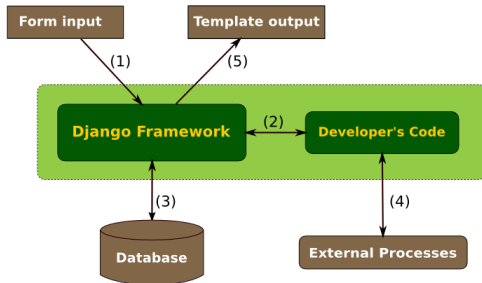 Form input
Template output
(1)
(5)
Django Framework
(2)
Developer's Code
(3)
(4)
Database
External Processes